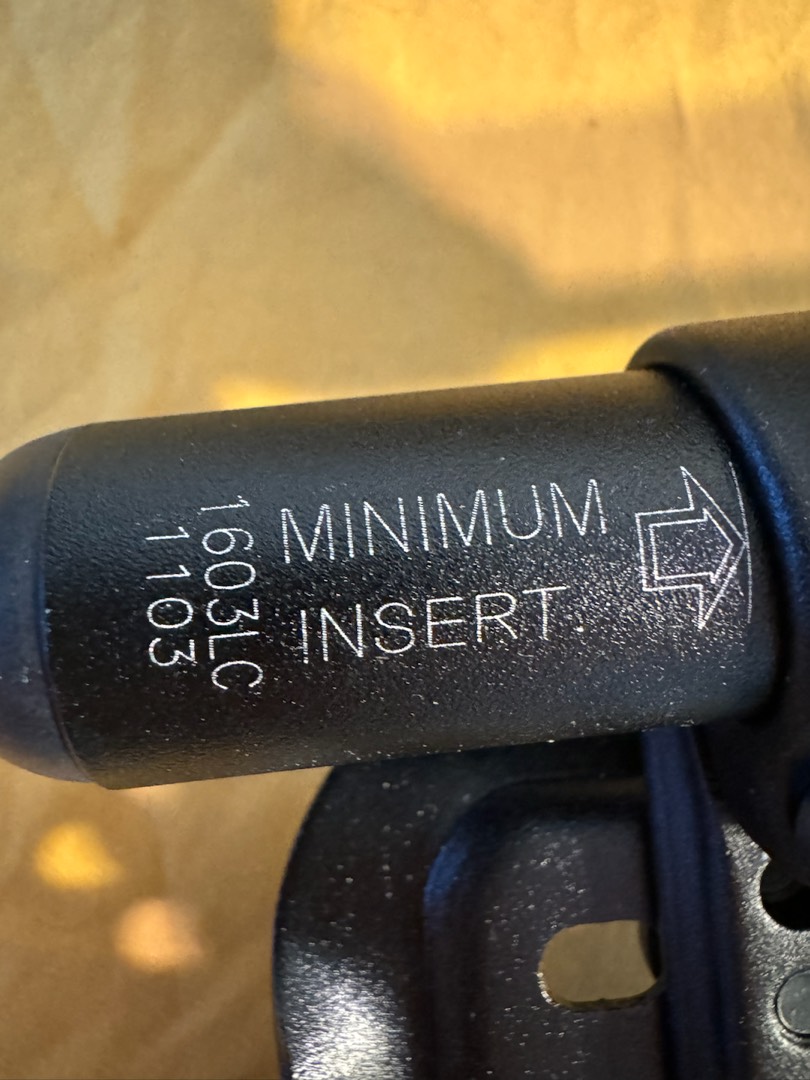 MINIMUM
INSERT.
1603LC
1103